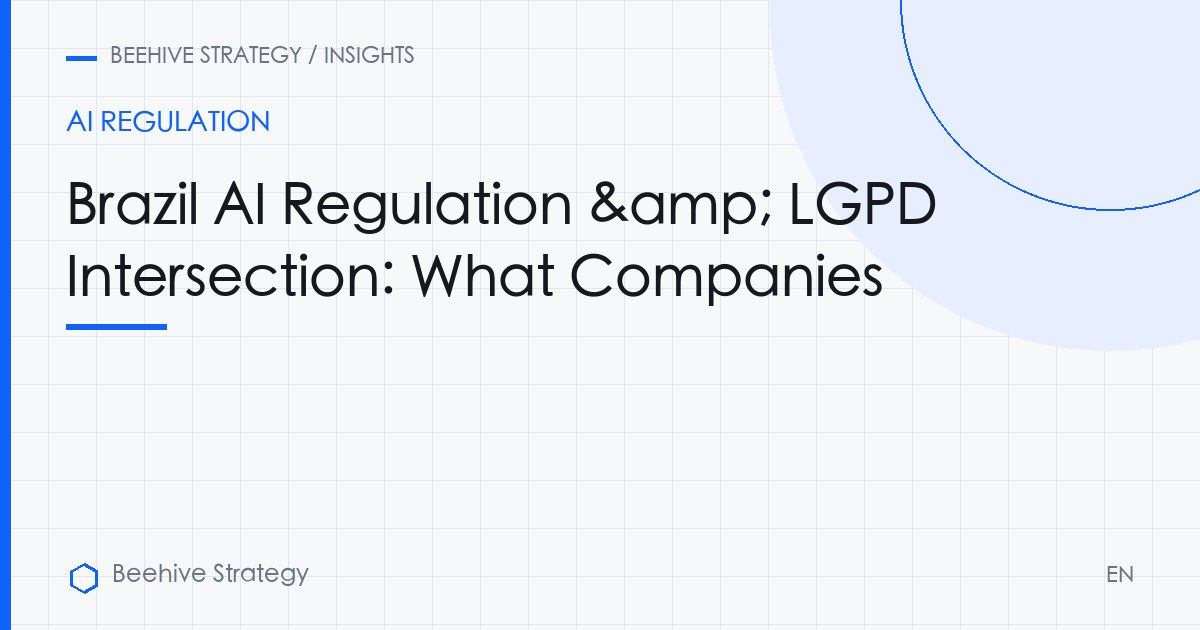 BEEHIVE STRATEGY / INSIGHTS
AI REGULATION
Brazil AI Regulation &amp; LGPD
Intersection: What Companies
Beehive Strategy
EN